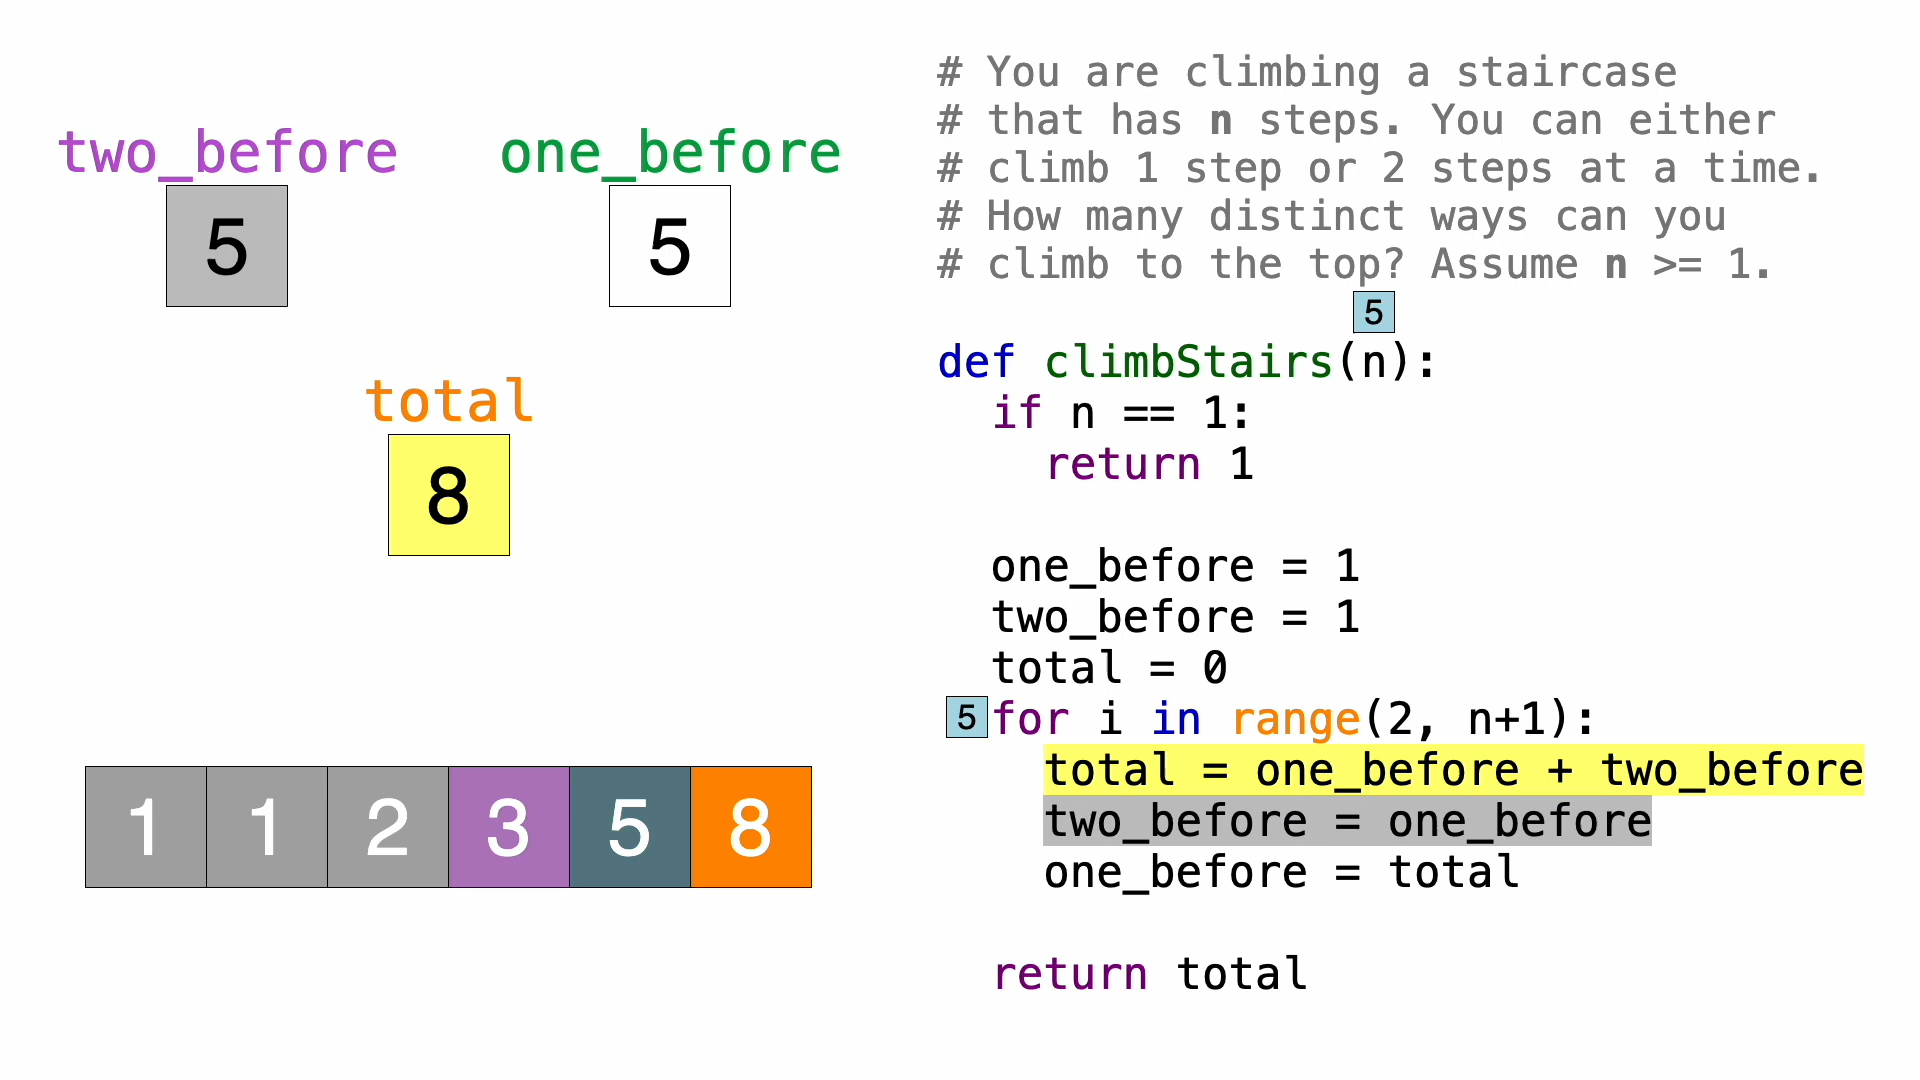 two_before one_before
5 5
total
8
1 1 2 3 5 8
# You are climbing a staircase
# that has n steps. You can either
# climb 1 step or 2 steps at a time.
# How many distinct ways can you
# climb to the top? Assume n >= 1.
5
def climbStairs(n):
if n == 1:
return 1
one_before = 1
two_before = 1
total = 0
5 for i in range(2, n+1):
total = one_before + two_before
two_before = one_before
one_before = total
return total